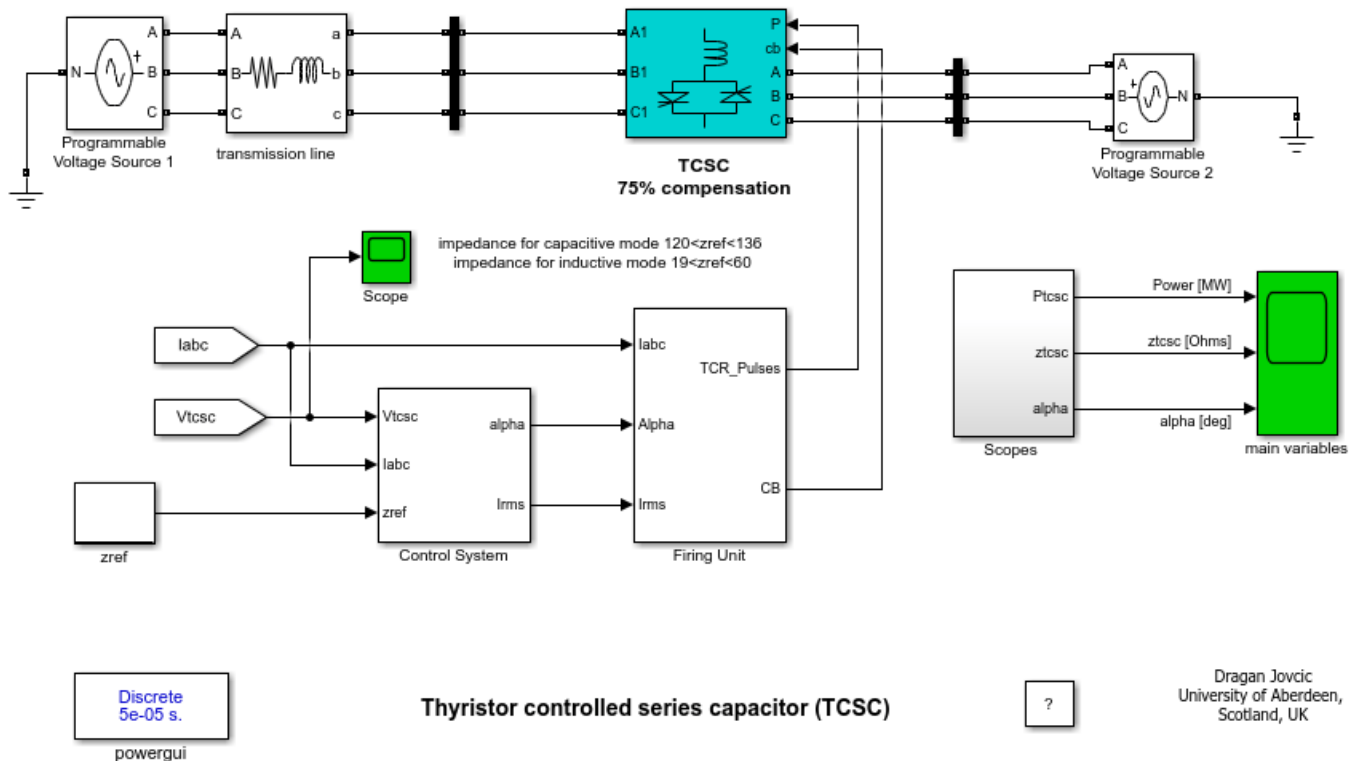 A
B
C
N
Programmable
Voltage Source 1
A
B
C
a
b
c
transmission line
A1
B1
C1
P
cb
A
B
C
TCSC
75% compensation
A
B
C
N
Programmable
Voltage Source 2
Scope
impedance for capacitive mode 120<zref<136
impedance for inductive mode 19<zref<60
Iabc
Vtcsc
zref
Vtcsc
Iabc
zref
alpha
Irms
Control System
Iabc
Alpha
Irms
TCR_Pulses
CB
Firing Unit
Ptcsc
ztcsc
alpha
Scopes
Power [MW]
ztcsc [Ohms]
alpha [deg]
main variables
Discrete
5e-05 s.
powergui
Thyristor controlled series capacitor (TCSC)
?
Dragan Jovcic
University of Aberdeen,
Scotland, UK